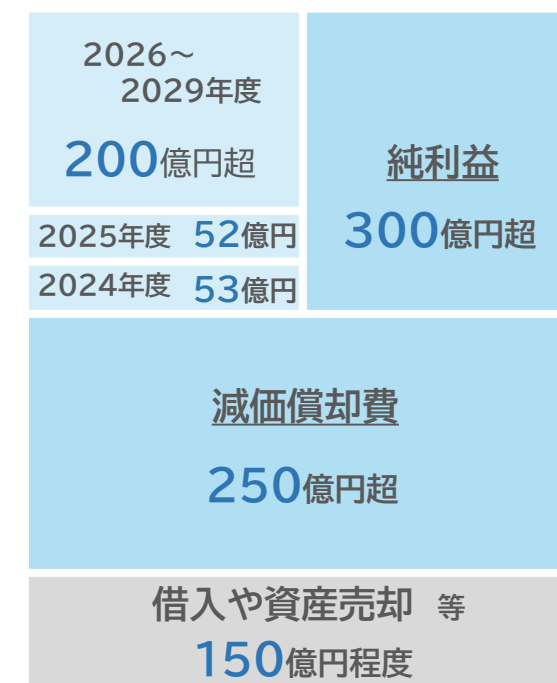 2026～
2029年度
200億円超
2025年度 52億円
2024年度 53億円
純利益
300億円超
減価償却費
250億円超
借入や資産売却 等
150億円程度